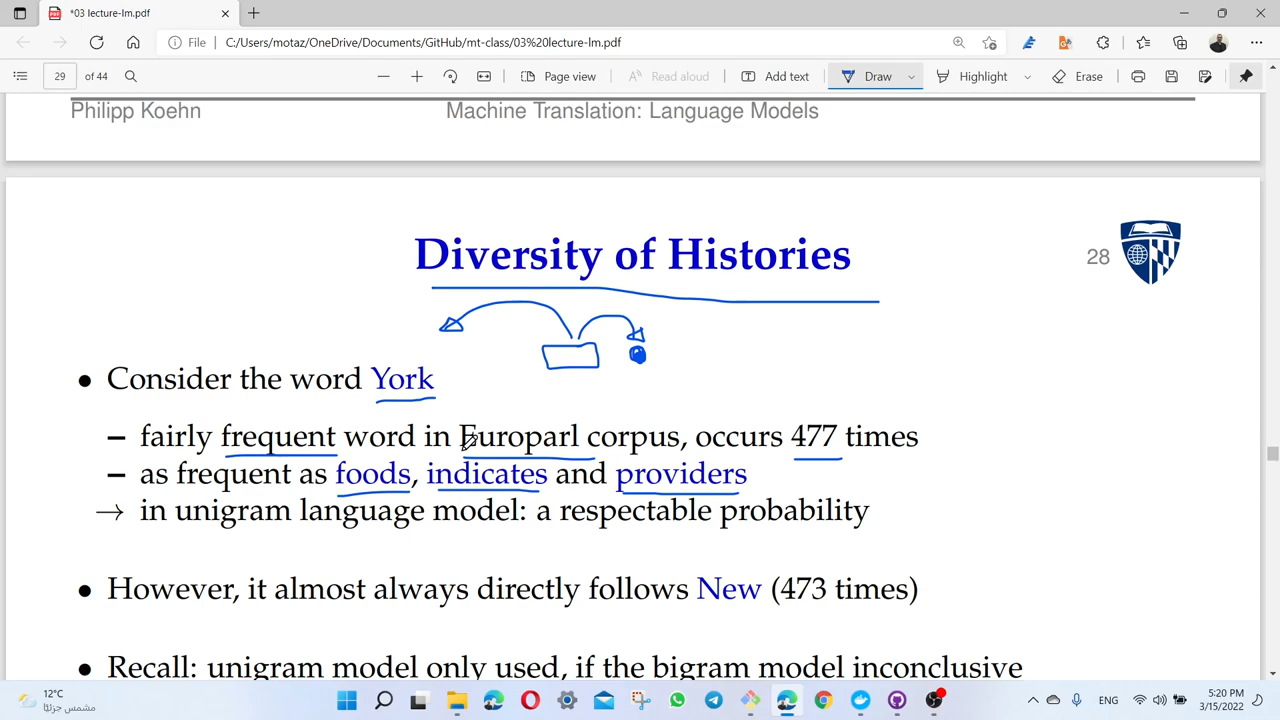 *03 lecture-lm.pdf
File
C:/Users/motaz/OneDrive/Documents/GitHub/mt-class/03%20lecture-lm.pdf
29 of 44
Page view
Read aloud
Add text
Draw
Highlight
Erase
Philipp Koehn
Machine Translation: Language Models
Diversity of Histories
28
• Consider the word York
– fairly frequent word in Europarl corpus, occurs 477 times
– as frequent as foods, indicates and providers
→ in unigram language model: a respectable probability
• However, it almost always directly follows New (473 times)
• Recall: unigram model only used, if the bigram model inconclusive
12°C
مشمس جزئيًا
ENG
5:20 PM
3/15/2022